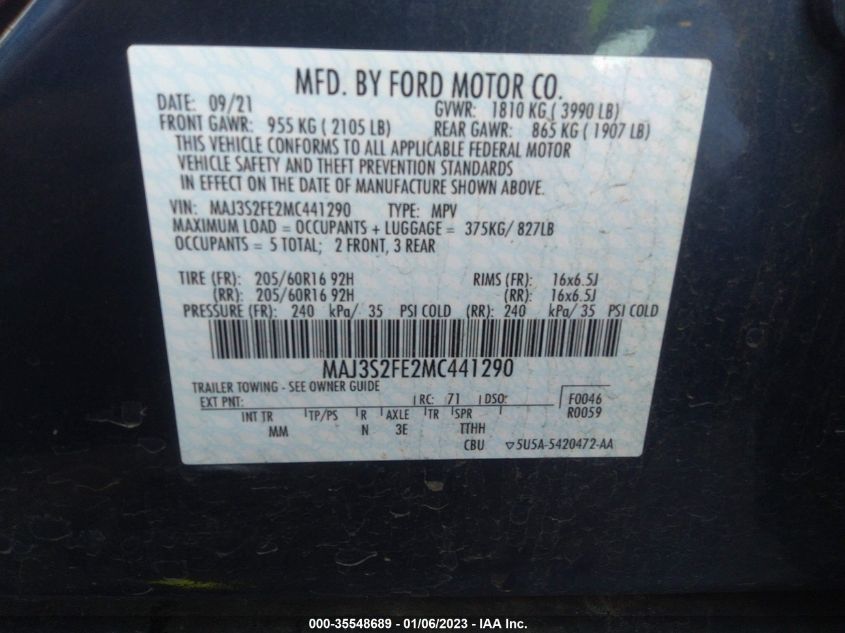 MFD. BY FORD MOTOR CO.
DATE: 09/21 GVWR: 1810 KG ( 3990 LB)
FRONT GAWR: 955 KG ( 2105 LB) REAR GAWR: 865 KG ( 1907 LB)
THIS VEHICLE CONFORMS TO ALL APPLICABLE FEDERAL MOTOR
VEHICLE SAFETY AND THEFT PREVENTION STANDARDS
IN EFFECT ON THE DATE OF MANUFACTURE SHOWN ABOVE.
VIN: MAJ3S2FE2MC441290 TYPE: MPV
MAXIMUM LOAD = OCCUPANTS + LUGGAGE = 375KG/ 827LB
OCCUPANTS = 5 TOTAL; 2 FRONT, 3 REAR
TIRE (FR): 205/60R16 92H RIMS (FR): 16x6.5J
(RR): 205/60R16 92H (RR): 16x6.5J
PRESSURE (FR): 240 kPa/ 35 PSI COLD (RR): 240 kPa/ 35 PSI COLD
MAJ3S2FE2MC441290
TRAILER TOWING - SEE OWNER GUIDE
EXT PNT: RC: 71 DSO: F0046
INT TR TP/PS R AXLE TR SPR R0059
MM N 3E TTHH
CBU ▽5U5A-5420472-AA
000-35548689 - 01/06/2023 - IAA Inc.